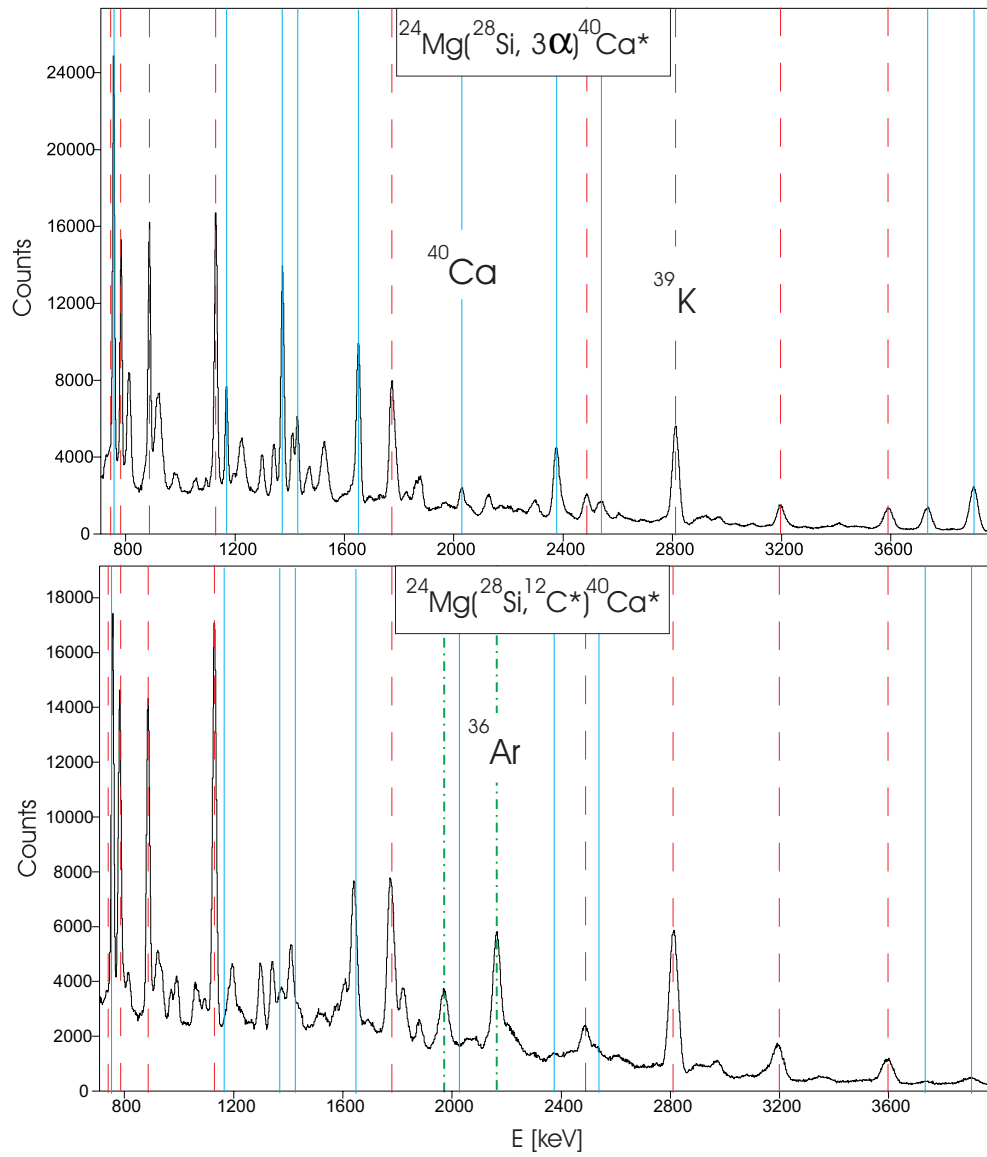 ²⁴Mg(²⁸Si, 3α)⁴⁰Ca*
24000
20000
16000
12000
8000
4000
0
Counts
⁴⁰Ca
³⁹K
800 1200 1600 2000 2400 2800 3200 3600
²⁴Mg(²⁸Si,¹²C*)⁴⁰Ca*
18000
16000
14000
12000
10000
8000
6000
4000
2000
0
Counts
³⁶Ar
800 1200 1600 2000 2400 2800 3200 3600
E [keV]